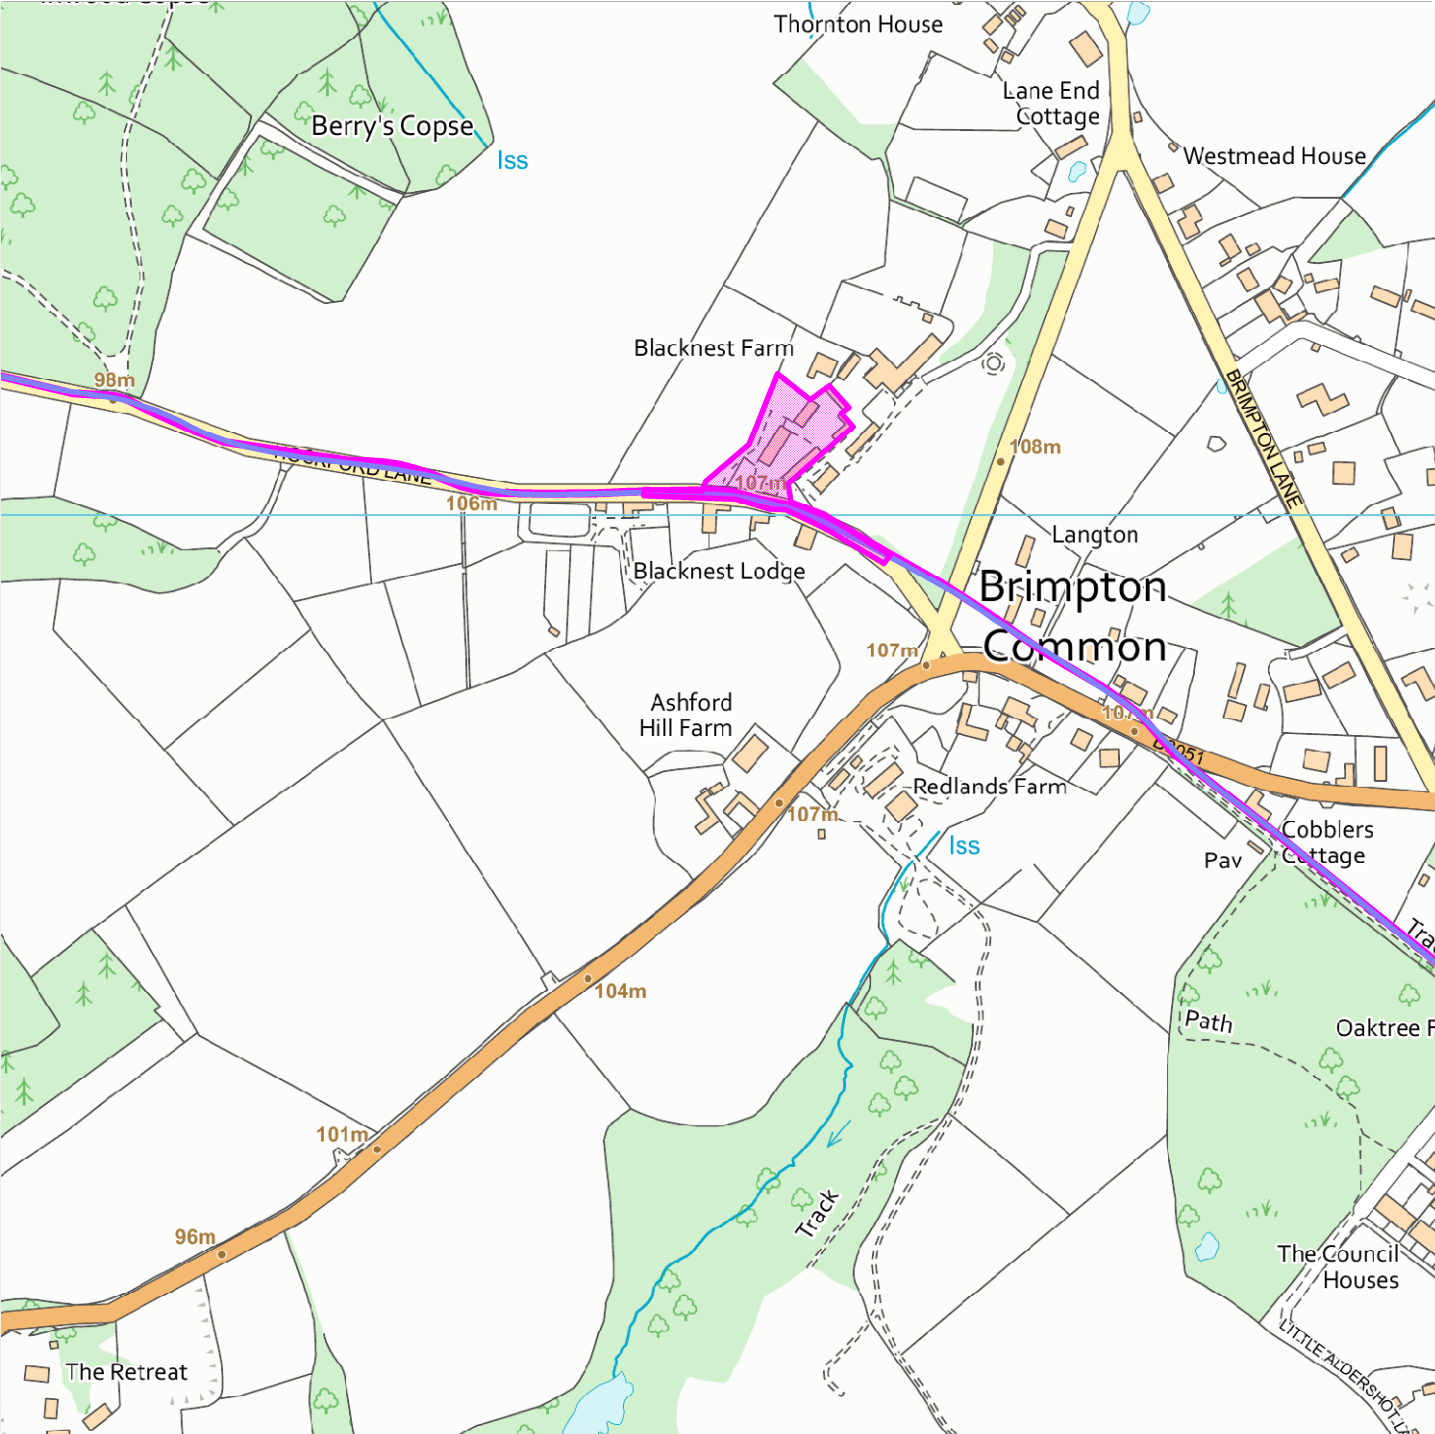 Thornton House
Lane End
Cottage
Berry's Copse
Iss
Westmead House
Blacknest Farm
98m
BRIMPTON LANE
108m
107m
106m
Langton
Blacknest Lodge
Brimpton
Common
107m
Ashford
Hill Farm
107m
Redlands Farm
107m
Iss
Cobblers
Cottage
Pav
104m
Path
101m
Track
96m
The Council
Houses
The Retreat